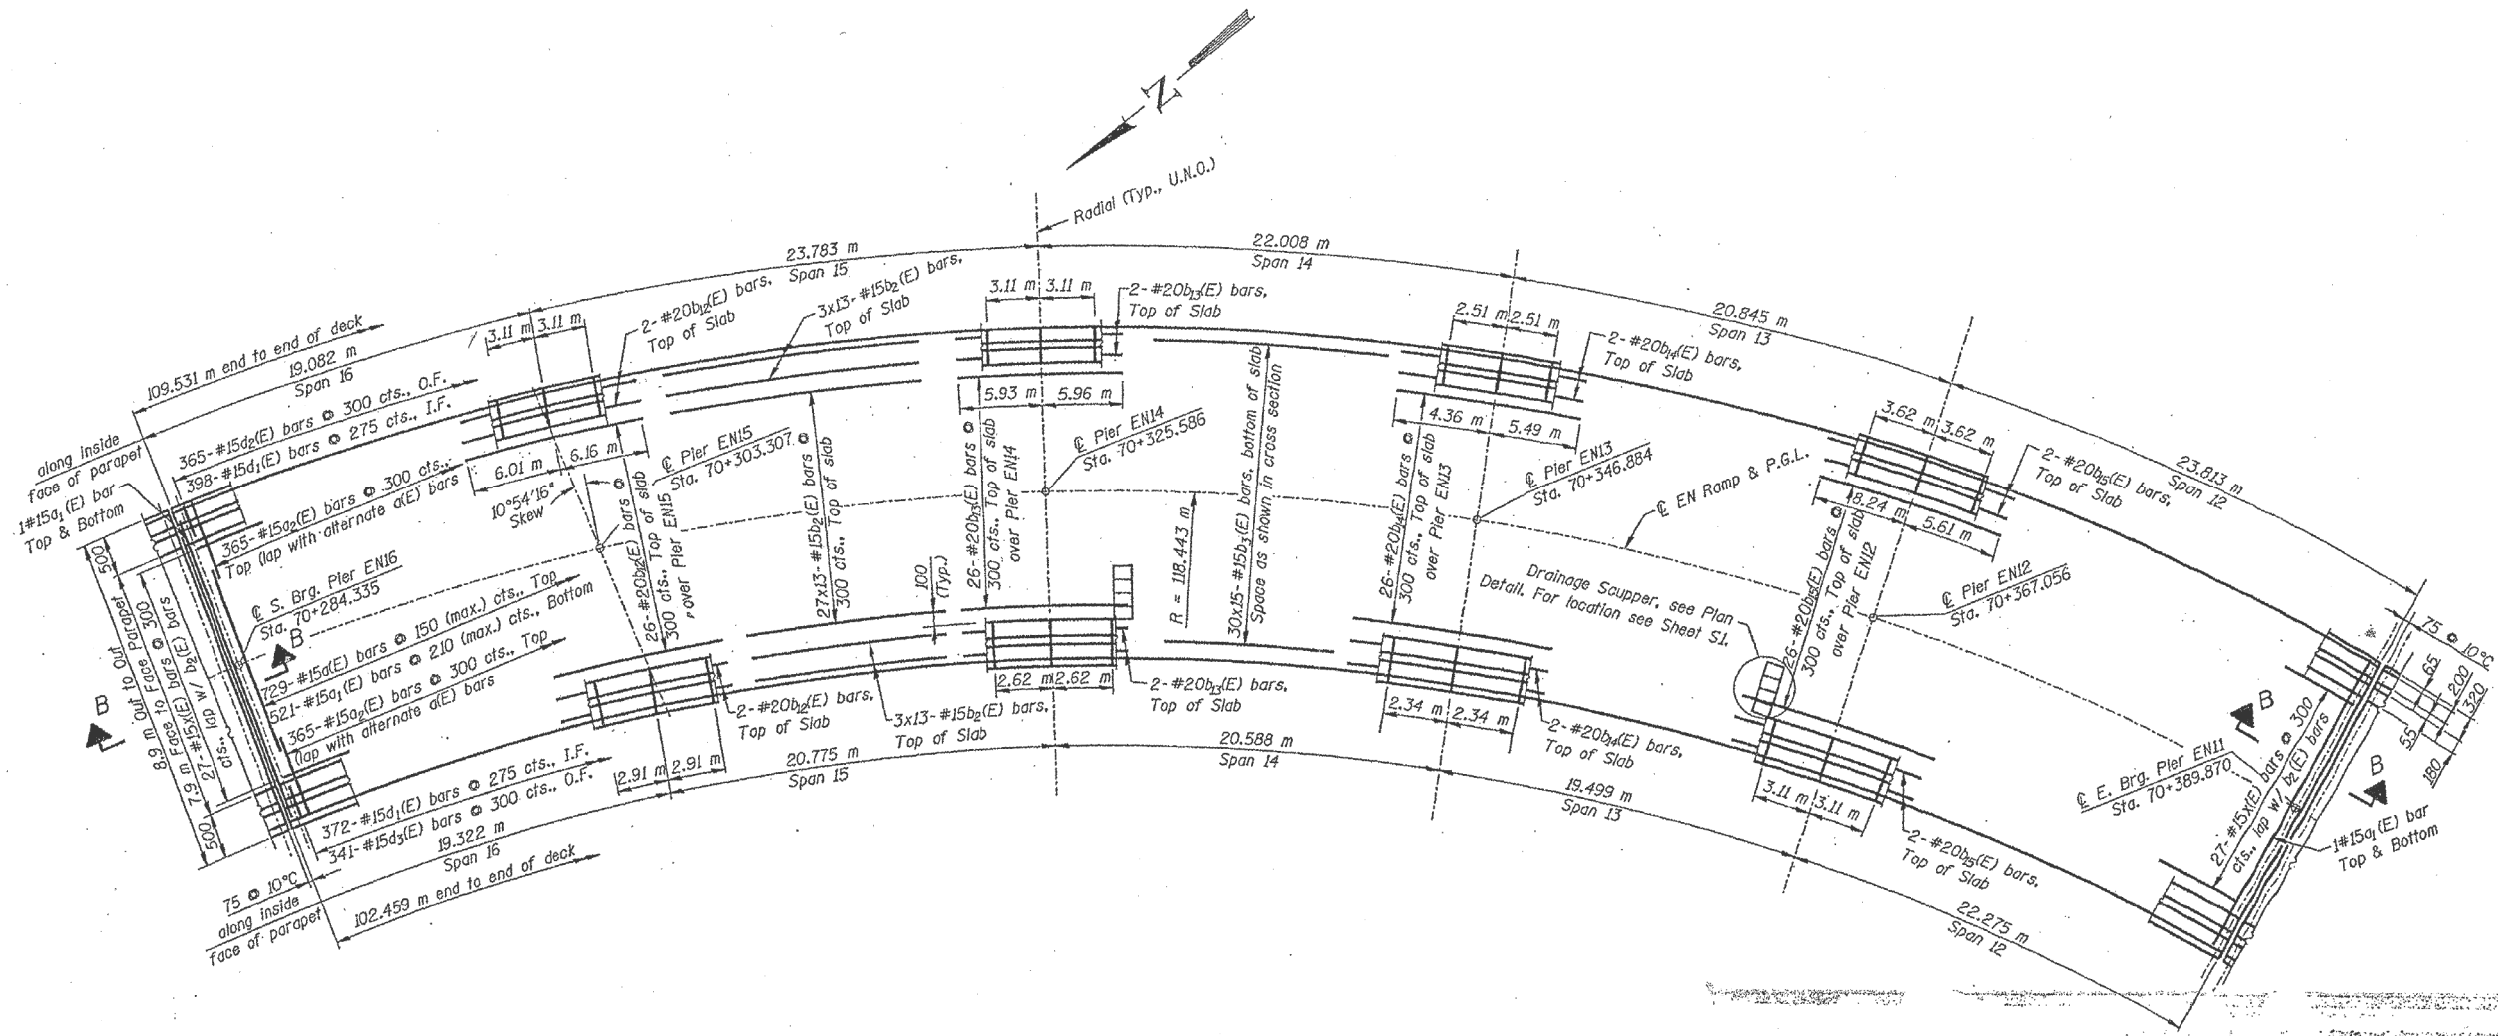 N
Radial (Typ., U.N.O.)
109.531 m end to end of deck
along inside
face of parapet
19.082 m
Span 16
23.783 m
Span 15
22.008 m
Span 14
20.845 m
Span 13
23.813 m
Span 12
365-#15d2(E) bars @ 300 cts., O.F.
398-#15d1(E) bars @ 275 cts., I.F.
365-#15a2(E) bars @ 300 cts.,
Top (lap with alternate a(E) bars
1#15a1(E) bar
Top & Bottom
3.11 m 3.11 m
2-#20b12(E) bars,
Top of Slab
3x13-#15b2(E) bars,
Top of Slab
3.11 m 3.11 m
2-#20b13(E) bars,
Top of Slab
2.51 m 2.51 m
2-#20b14(E) bars,
Top of Slab
3.62 m 3.62 m
2-#20b15(E) bars,
Top of Slab
6.01 m 6.16 m
10°54'16"
Skew
5.93 m 5.96 m
4.36 m 5.49 m
8.24 m 5.61 m
℄ S. Brg. Pier EN16
Sta. 70+284.335
℄ Pier EN15
Sta. 70+303.307
℄ Pier EN14
Sta. 70+325.586
℄ Pier EN13
Sta. 70+346.884
℄ Pier EN12
Sta. 70+367.056
℄ E. Brg. Pier EN11
Sta. 70+389.870
℄ EN Ramp & P.G.L.
26-#20b12(E) bars @
300 cts., Top of slab
over Pier EN15
27x13-#15b2(E) bars @
300 cts., Top of slab
26-#20b13(E) bars @
300 cts., Top of slab
over Pier EN14
100
(Typ.)
R = 118.443 m
30x15-#15b3(E) bars, bottom of slab
Space as shown in cross section
26-#20b14(E) bars @
300 cts., Top of slab
over Pier EN13
26-#20b15(E) bars @
300 cts., Top of slab
over Pier EN12
Drainage Scupper, see Plan
Detail. For location see Sheet S1.
500
8.9 m Out to Out
7.9 m Face to Face of Parapet
500
27-#15x(E) bars @ 300
cts., lap w/ b2(E) bars
B
B
729-#15a(E) bars @ 150 (max.) cts., Top
521-#15a1(E) bars @ 210 (max.) cts., Bottom
365-#15a2(E) bars @ 300 cts., Top
(lap with alternate a(E) bars
372-#15d1(E) bars @ 275 cts., I.F.
341-#15d3(E) bars @ 300 cts., O.F.
75 @ 10°C
along inside
face of parapet
19.322 m
Span 16
102.459 m end to end of deck
2.91 m 2.91 m
2-#20b12(E) bars,
Top of Slab
3x13-#15b2(E) bars,
Top of Slab
20.775 m
Span 15
2.62 m 2.62 m
2-#20b13(E) bars,
Top of Slab
20.588 m
Span 14
2.34 m 2.34 m
2-#20b14(E) bars,
Top of Slab
19.499 m
Span 13
3.11 m 3.11 m
2-#20b15(E) bars,
Top of Slab
22.275 m
Span 12
75 @ 10°C
65
200
320
55
180
*
B
B
27-#15x(E) bars @ 300
cts., lap w/ b2(E) bars
1#15a1(E) bar
Top & Bottom